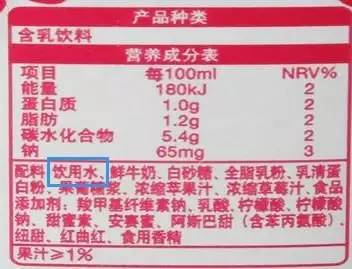 产品种类
含乳饮料
营养成分表
项目 每100ml NRV%
能量 180kJ 2
蛋白质 1.0g 2
脂肪 1.2g 2
碳水化合物 5.4g 2
钠 65mg 3
配料：饮用水、鲜牛奶、白砂糖、全脂乳粉、乳清蛋
白粉、果葡糖浆、浓缩苹果汁、浓缩草莓汁、食品
添加剂：羧甲基纤维素钠、乳酸、柠檬酸、柠檬酸
钠、甜蜜素、安赛蜜、阿斯巴甜（含苯丙氨酸）、
纽甜、红曲红、食用香精
果汁≥1%